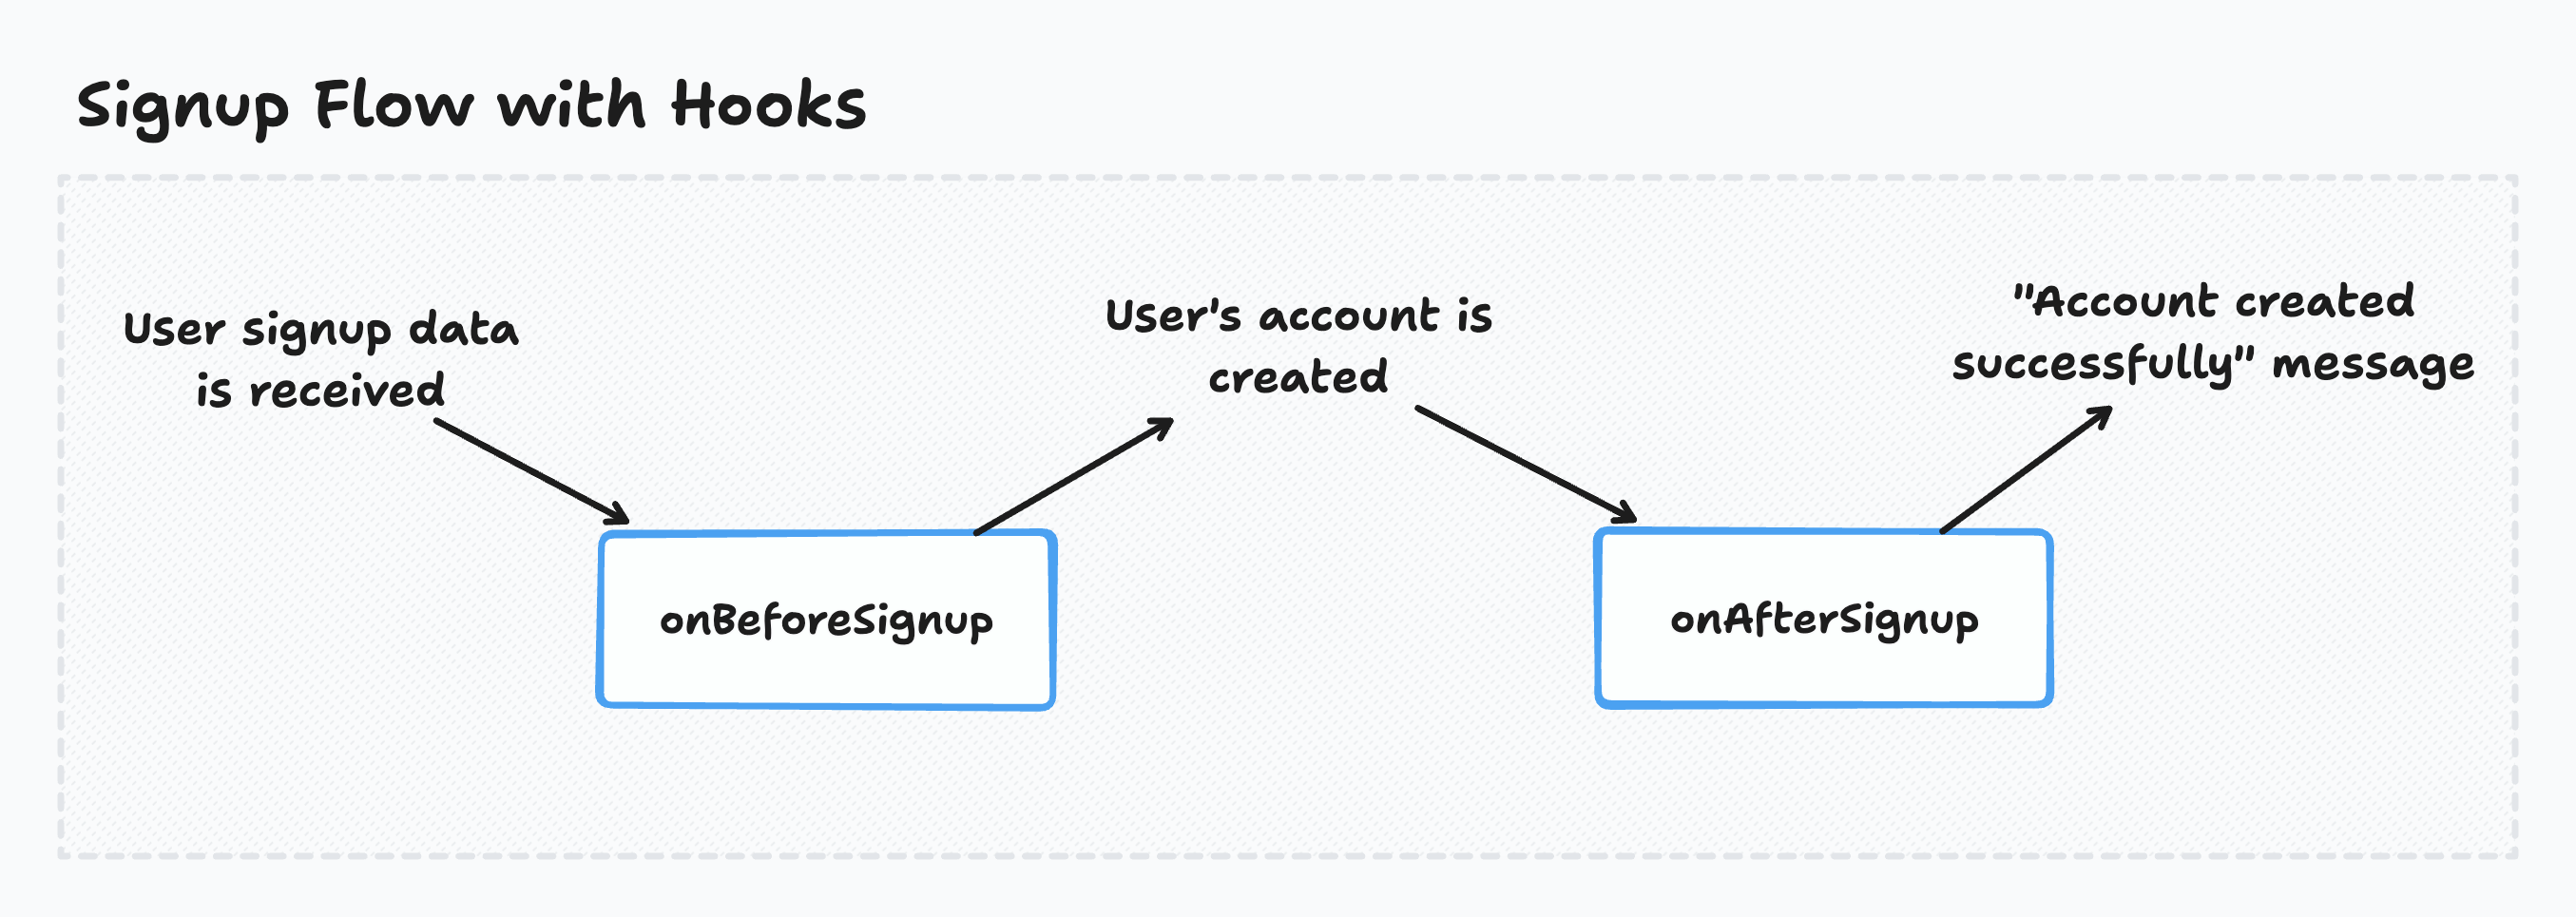 Signup Flow with Hooks
User signup data
is received
onBeforeSignup
User's account is
created
onAfterSignup
"Account created
successfully" message